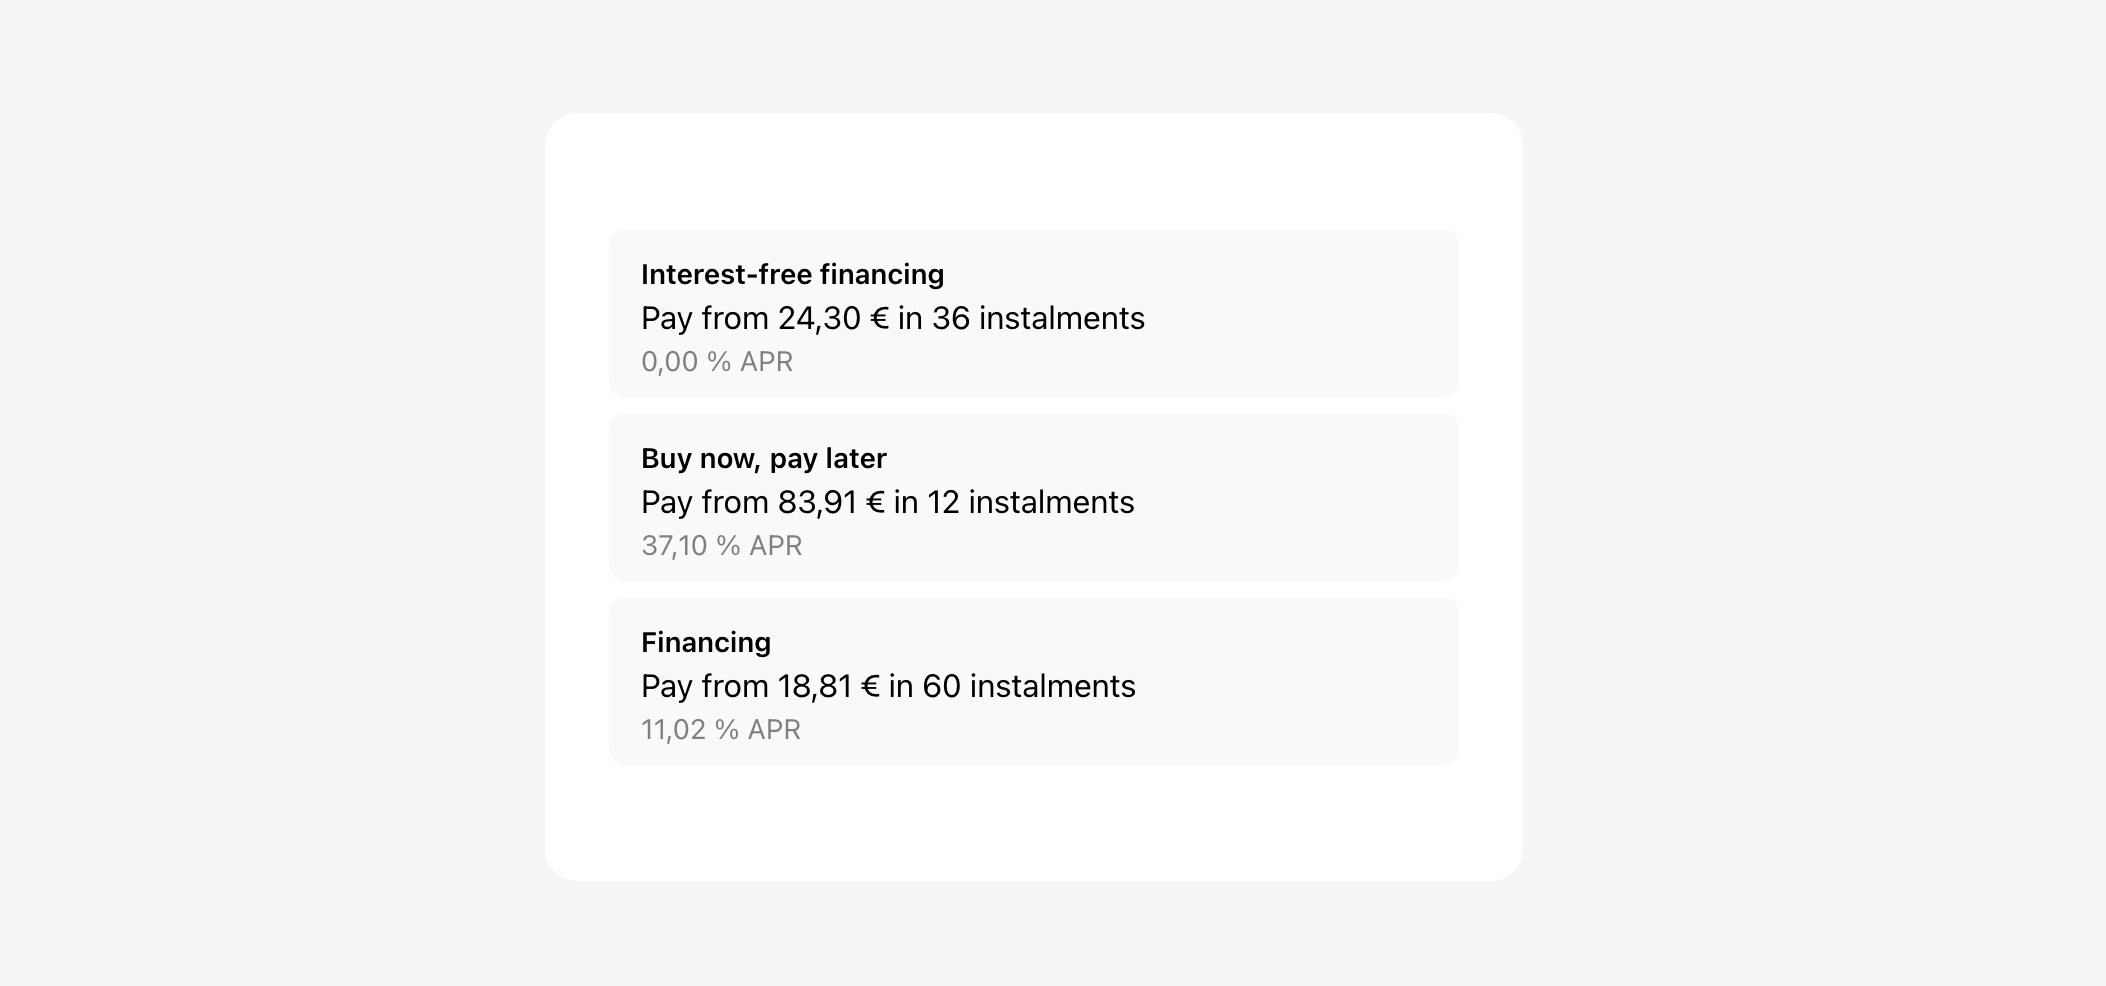 Interest-free financing
Pay from 24,30 € in 36 instalments
0,00 % APR
Buy now, pay later
Pay from 83,91 € in 12 instalments
37,10 % APR
Financing
Pay from 18,81 € in 60 instalments
11,02 % APR